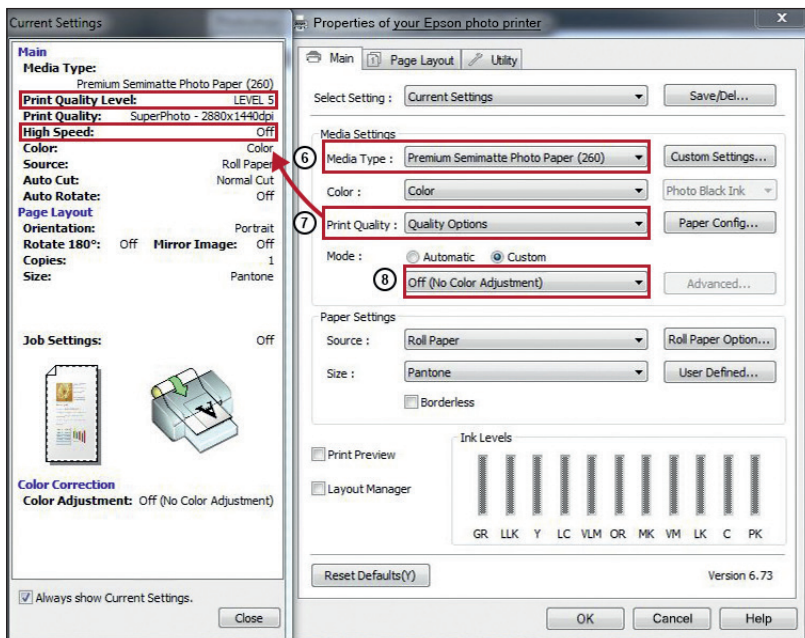 Current Settings
Main
Media Type:
Premium Semimatte Photo Paper (260)
Print Quality Level: LEVEL 5
Print Quality: SuperPhoto - 2880x1440dpi
High Speed: Off
Color: Color
Source: Roll Paper
Auto Cut: Normal Cut
Auto Rotate: Off
Page Layout
Orientation: Portrait
Rotate 180°: Off Mirror Image: Off
Copies: 1
Size: Pantone
Job Settings: Off
A
Color Correction
Color Adjustment: Off (No Color Adjustment)
Always show Current Settings.
Close
Properties of your Epson photo printer
X
Main 1 Page Layout Utility
Select Setting : Current Settings Save/Del...
Media Settings
6 Media Type : Premium Semimatte Photo Paper (260) Custom Settings...
Color : Color Photo Black Ink
7 Print Quality : Quality Options Paper Config...
Mode : Automatic Custom
8 Off (No Color Adjustment) Advanced...
Paper Settings
Source : Roll Paper Roll Paper Option...
Size : Pantone User Defined...
Borderless
Print Preview
Layout Manager
Ink Levels
GR LLK Y LC VLM OR MK VM LK C PK
Reset Defaults(Y) Version 6.73
OK Cancel Help